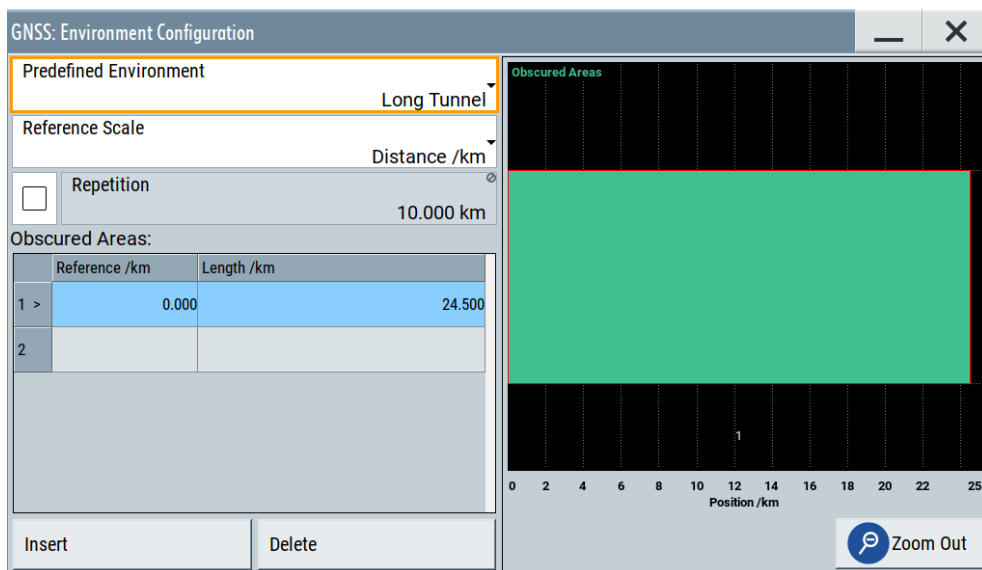 GNSS: Environment Configuration
Predefined Environment
Long Tunnel
Reference Scale
Distance /km
Repetition
10.000 km
Obscured Areas:
Reference /km Length /km
1 > 0.000 24.500
2
Insert Delete
Obscured Areas
1
0 2 4 6 8 10 12 14 16 18 20 22 25
Position /km
Zoom Out